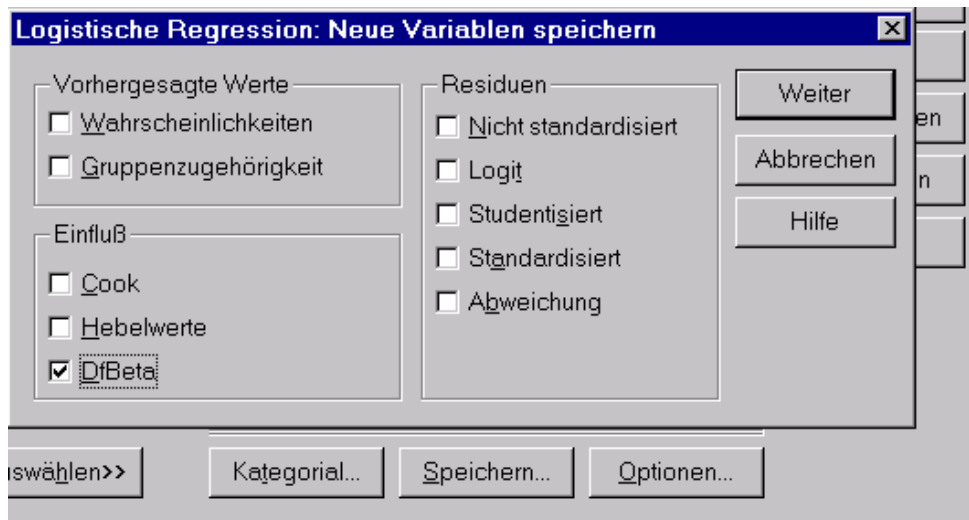 Logistische Regression: Neue Variablen speichern
Vorhergesagte Werte
Wahrscheinlichkeiten
Gruppenzugehörigkeit
Einfluß
Cook
Hebelwerte
DfBeta
Residuen
Nicht standardisiert
Logit
Studentisiert
Standardisiert
Abweichung
Weiter
Abbrechen
Hilfe
en
n
uswählen>>
Kategorial...
Speichern...
Optionen...